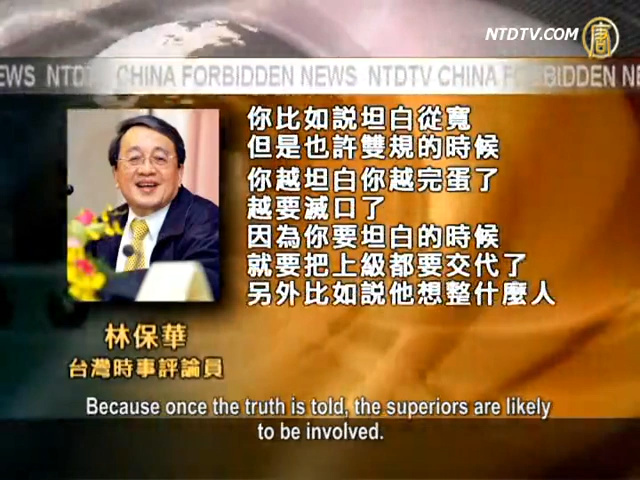 NTDTV.COM
NEWS NTDTV CHINA FORBIDDEN NEWS NTDTV CHINA FORBIDDEN NE
你比如説坦白從寬
但是也許雙規的時候
你越坦白你越完蛋了
越要滅口了
因為你要坦白的時候
就要把上級都要交代了
另外比如説他想整什麼人
林保華
台灣時事評論員
Because once the truth is told, the superiors are likely
to be involved.